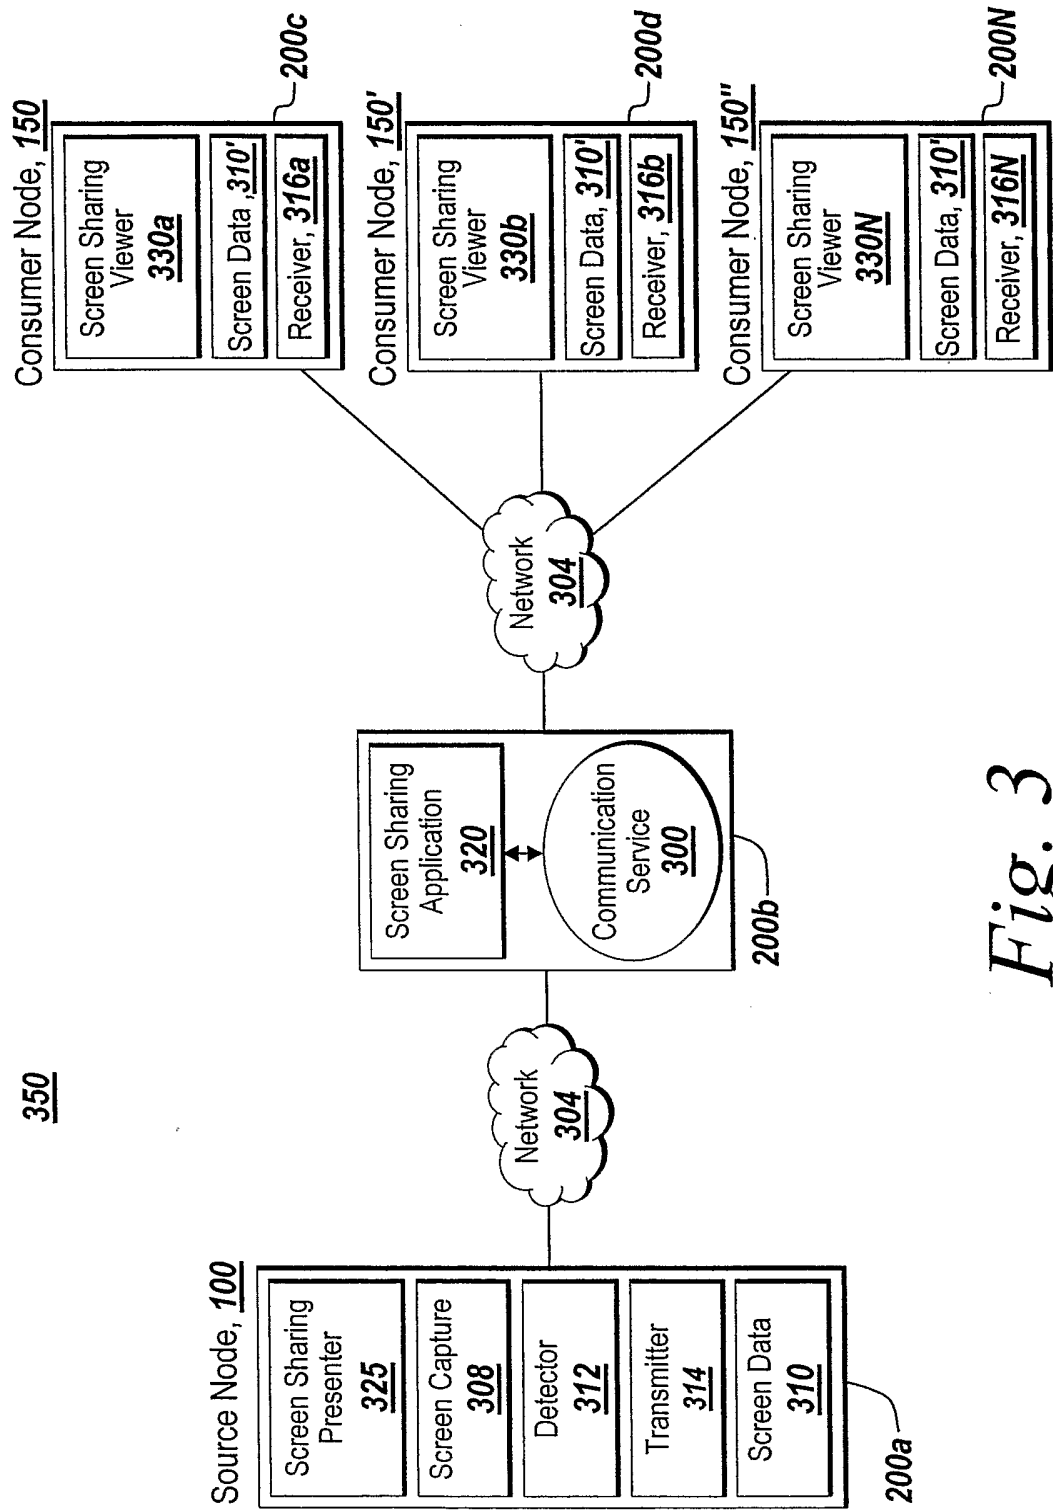 350
Source Node, 100
Screen Sharing
Presenter
325
Screen Capture
308
Detector
312
Transmitter
314
Screen Data
310
200a
Network
304
Screen Sharing
Application
320
Communication
Service
300
200b
Network
304
Consumer Node, 150
Screen Sharing
Viewer
330a
Screen Data ,310'
Receiver, 316a
200c
Consumer Node, 150'
Screen Sharing
Viewer
330b
Screen Data, 310'
Receiver, 316b
200d
Consumer Node, 150"
Screen Sharing
Viewer
330N
Screen Data, 310'
Receiver, 316N
200N
Fig. 3